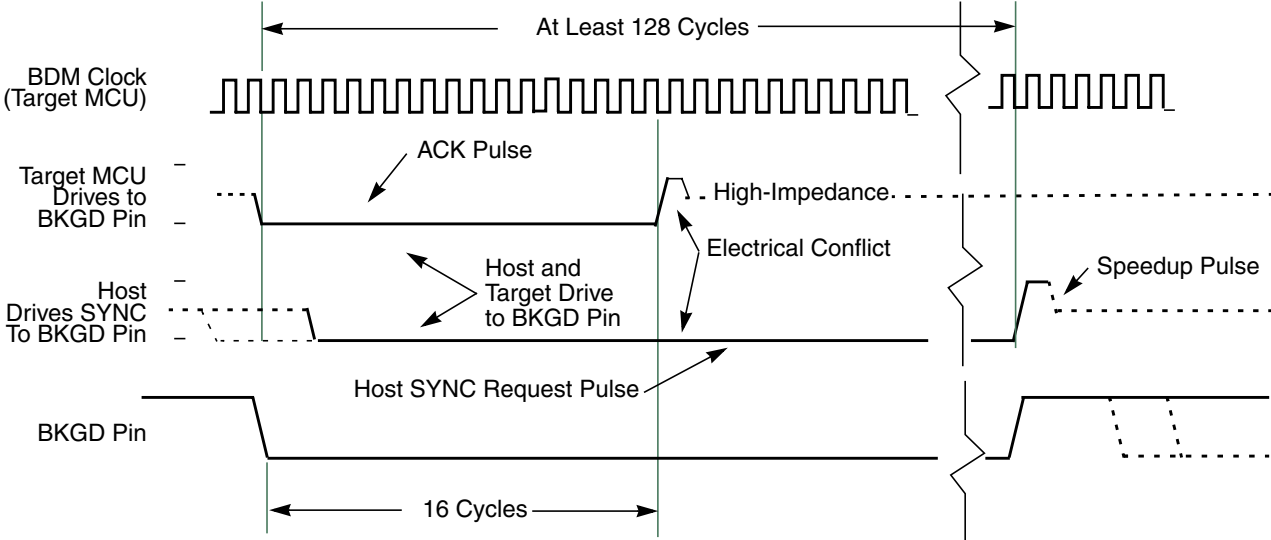 At Least 128 Cycles
BDM Clock
(Target MCU)
ACK Pulse
Target MCU
Drives to
BKGD Pin
High-Impedance
Electrical Conflict
Host and
Target Drive
to BKGD Pin
Speedup Pulse
Host
Drives SYNC
To BKGD Pin
Host SYNC Request Pulse
BKGD Pin
16 Cycles